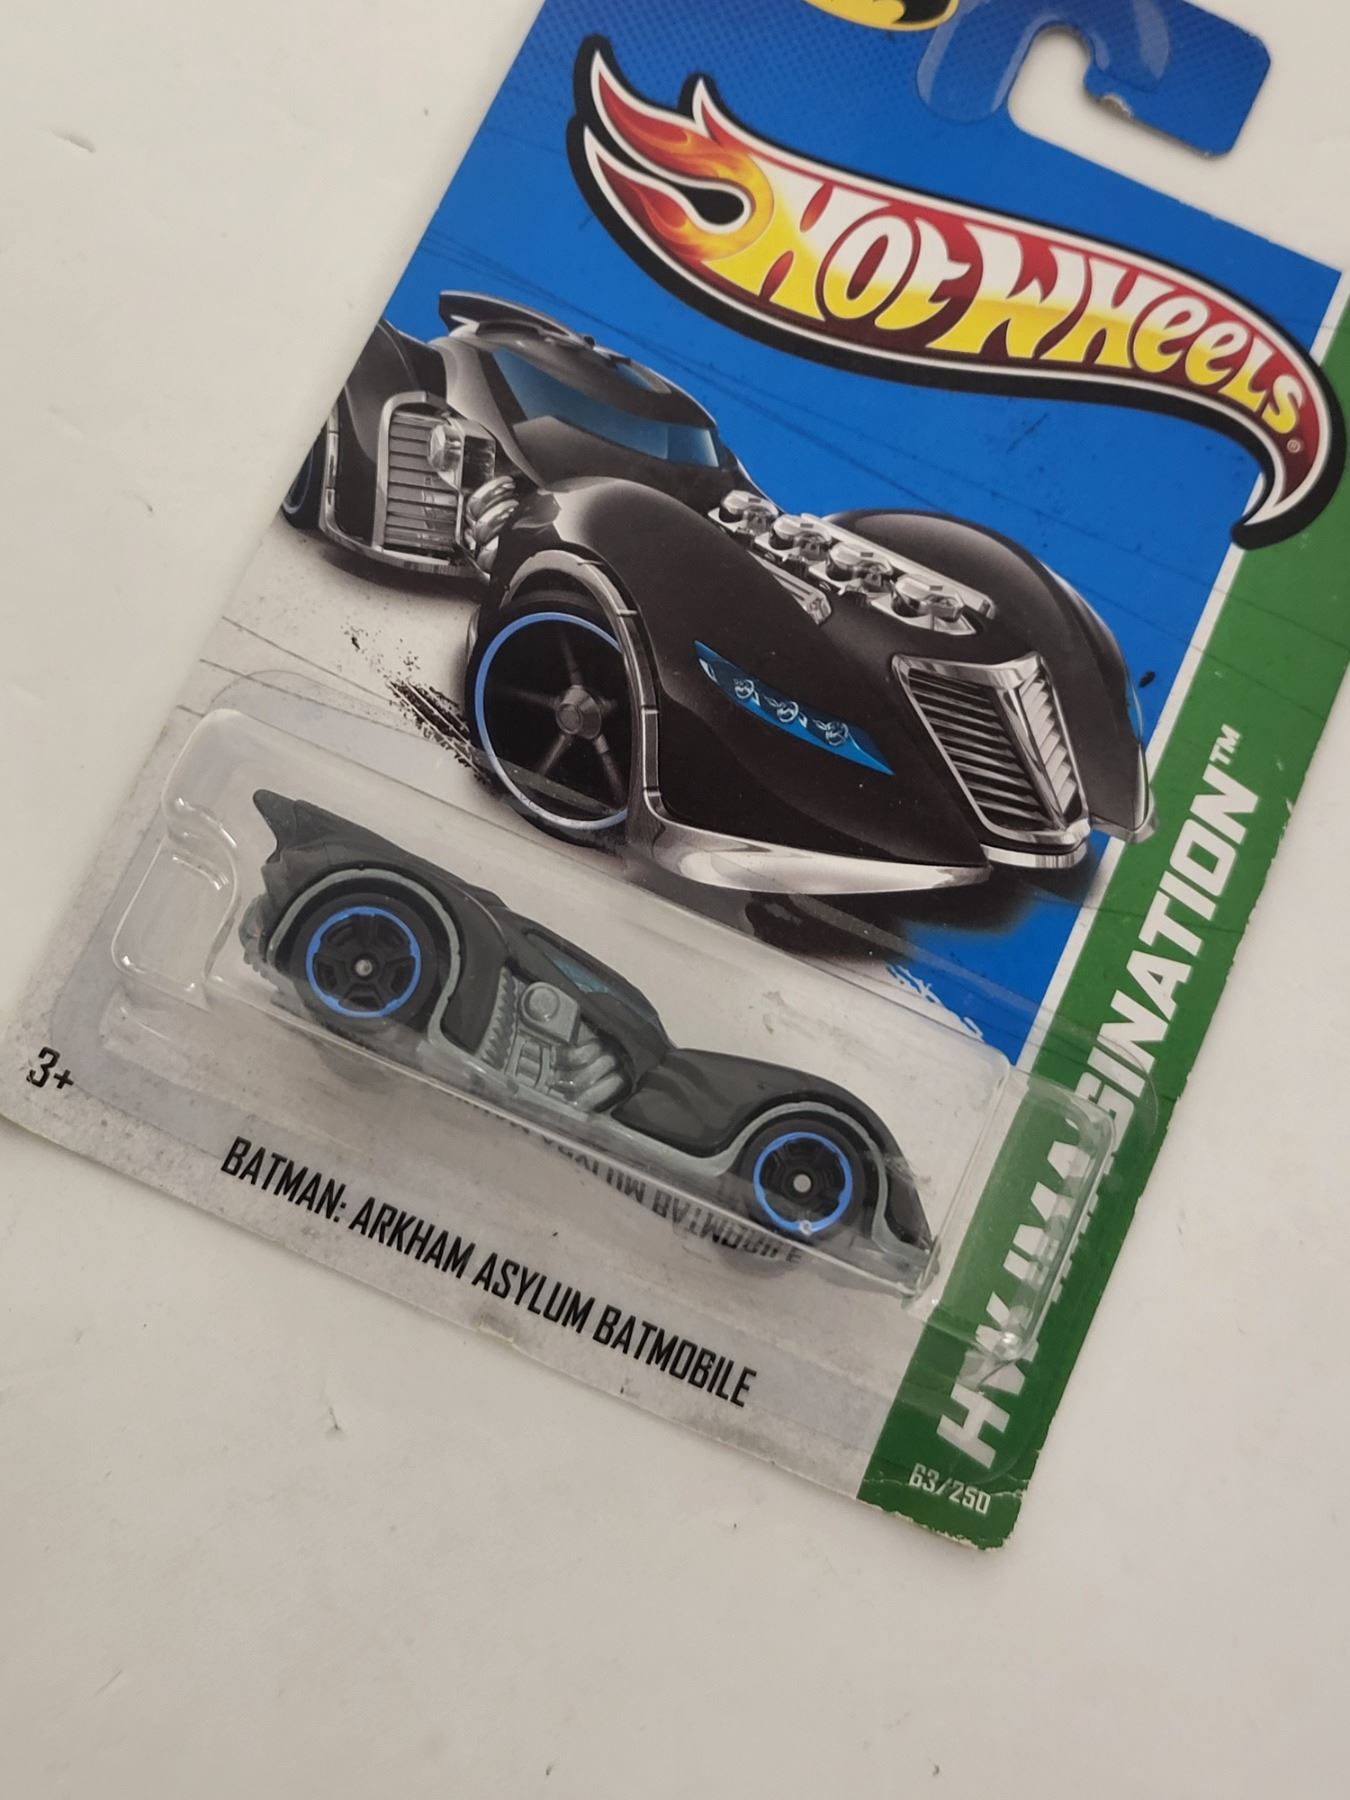 HOT WHEELS®
HW IMAGINATION™
3+
BATMAN: ARKHAM ASYLUM BATMOBILE
63/250